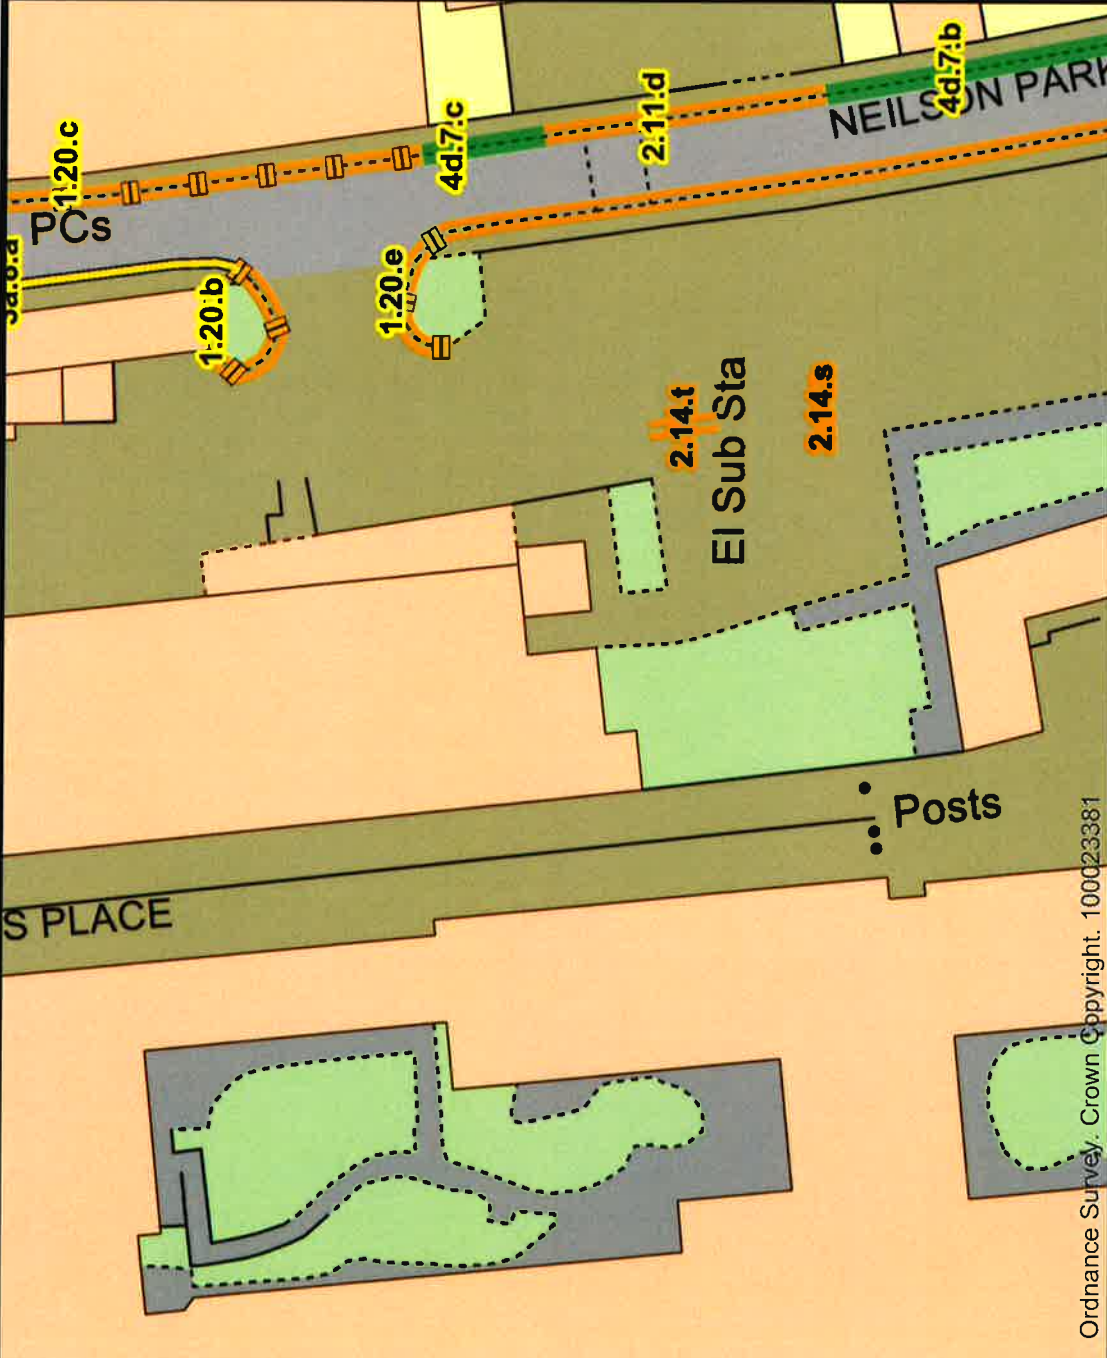 1.20.c
PCs
4d.7.c
2.11.d
4d.7.b
NEILSON PARK
1.20.b
1.20.e
2.14.t
El Sub Sta
2.14.s
Posts
S PLACE
Ordnance Survey. Crown Copyright. 100023381